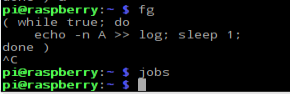 pi@raspberry:~ $ fg
( while true; do
    echo -n A >> log; sleep 1;
done )
^C
pi@raspberry:~ $ jobs
pi@raspberry:~ $